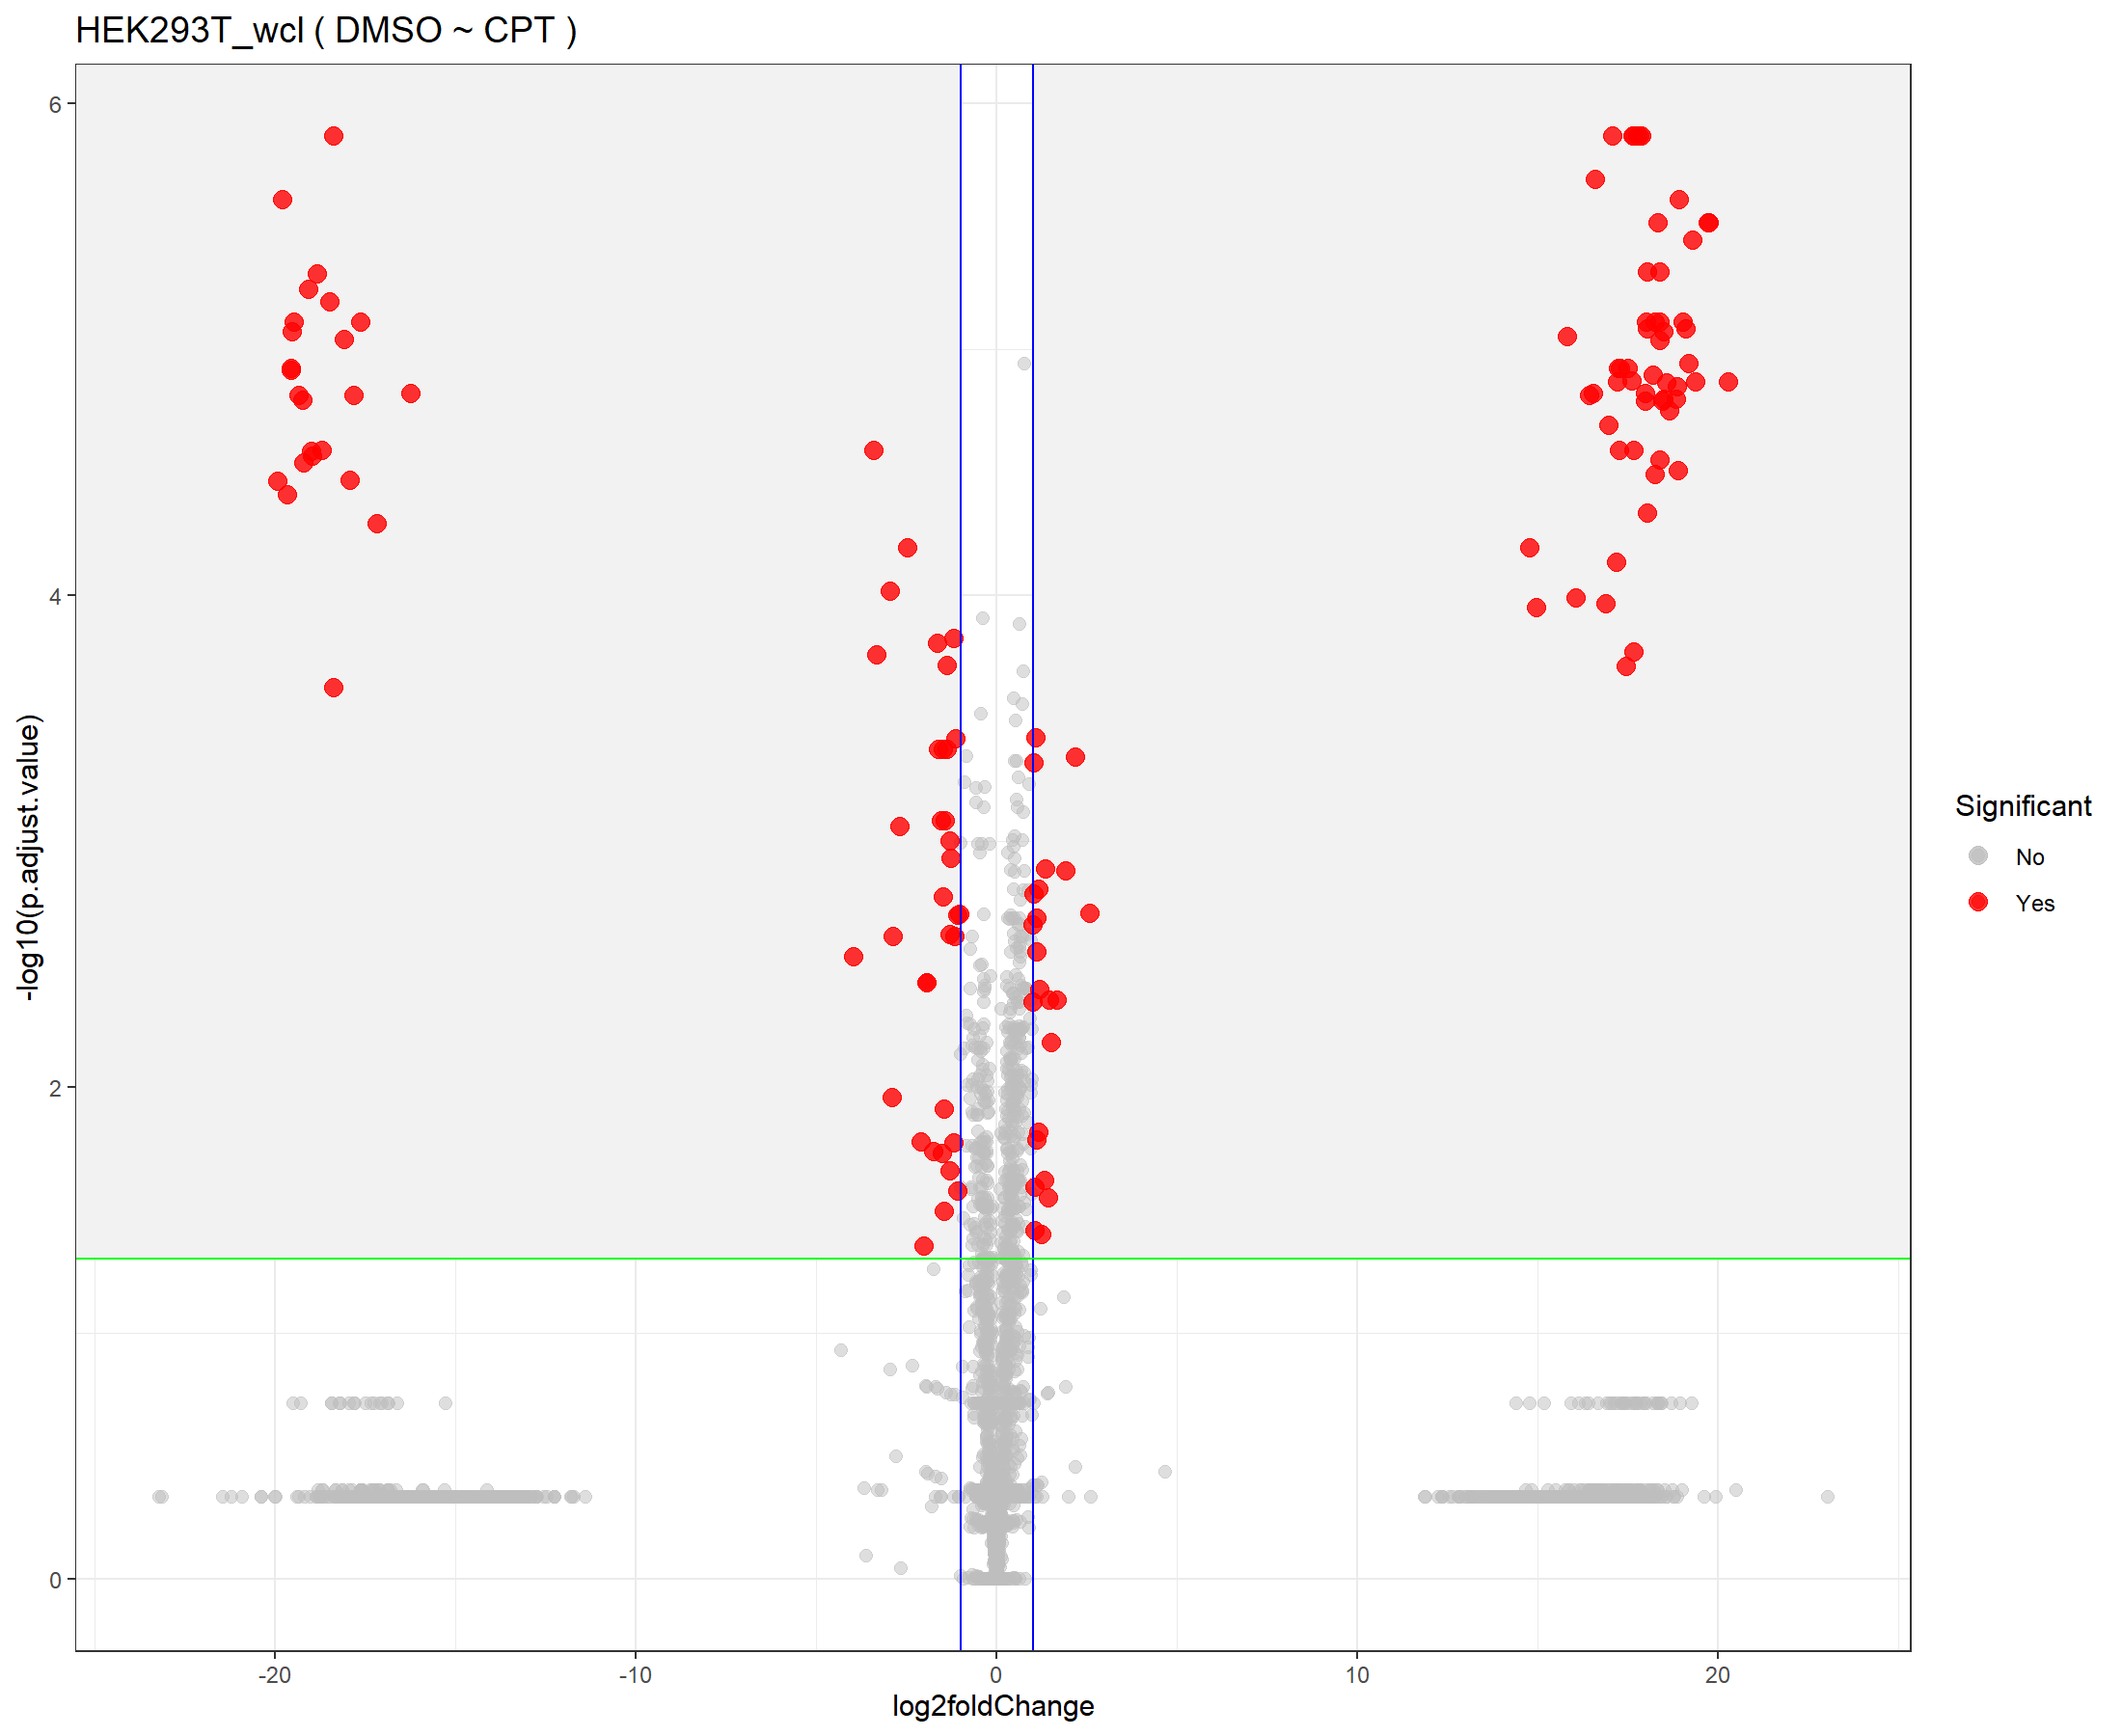 HEK293T_wcl ( DMSO ~ CPT )
6
4
2
0
-log10(p.adjust.value)
-20
-10
0
10
20
log2foldChange
Significant
No
Yes